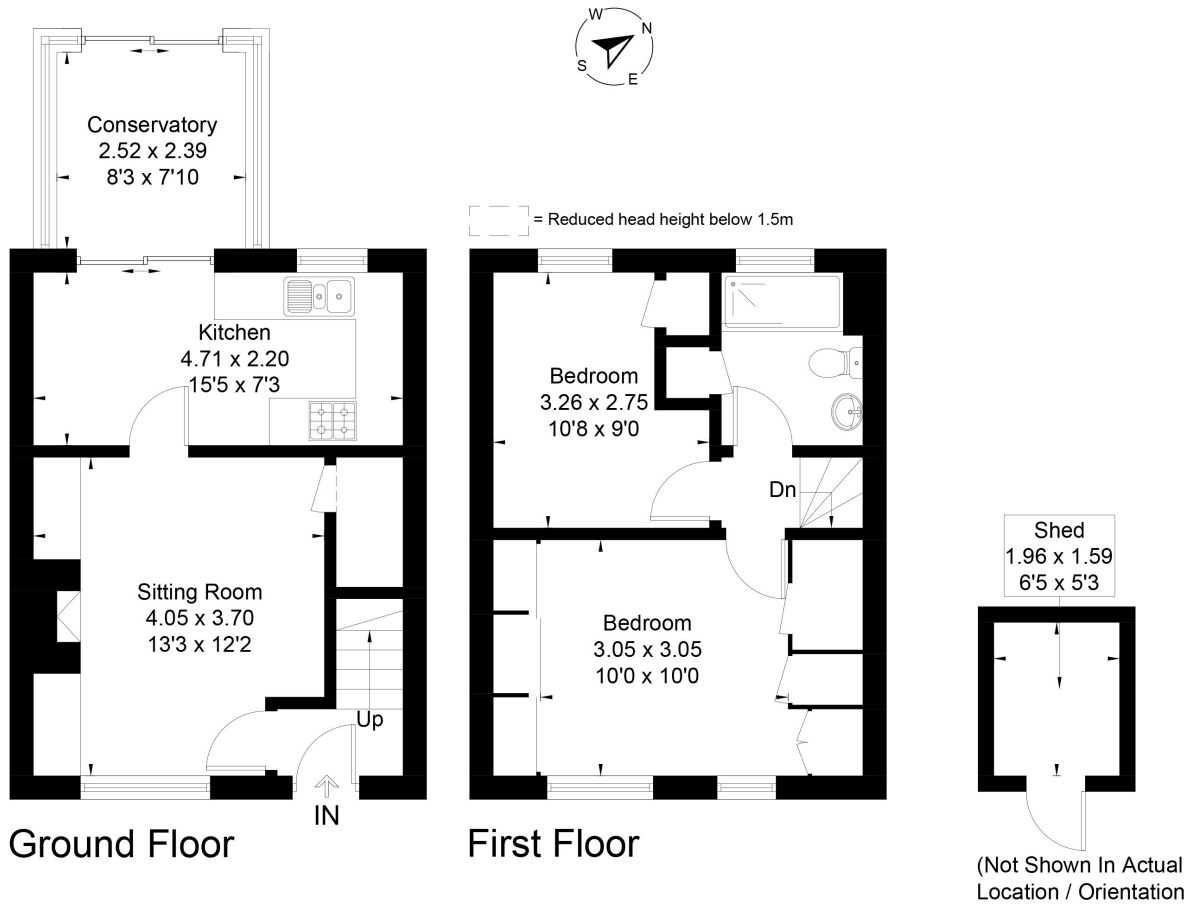 W
N
S
E
Conservatory
2.52 x 2.39
8'3 x 7'10
= Reduced head height below 1.5m
Kitchen
4.71 x 2.20
15'5 x 7'3
Bedroom
3.26 x 2.75
10'8 x 9'0
Dn
Sitting Room
4.05 x 3.70
13'3 x 12'2
Up
IN
Bedroom
3.05 x 3.05
10'0 x 10'0
Shed
1.96 x 1.59
6'5 x 5'3
Ground Floor
First Floor
(Not Shown In Actual
Location / Orientation